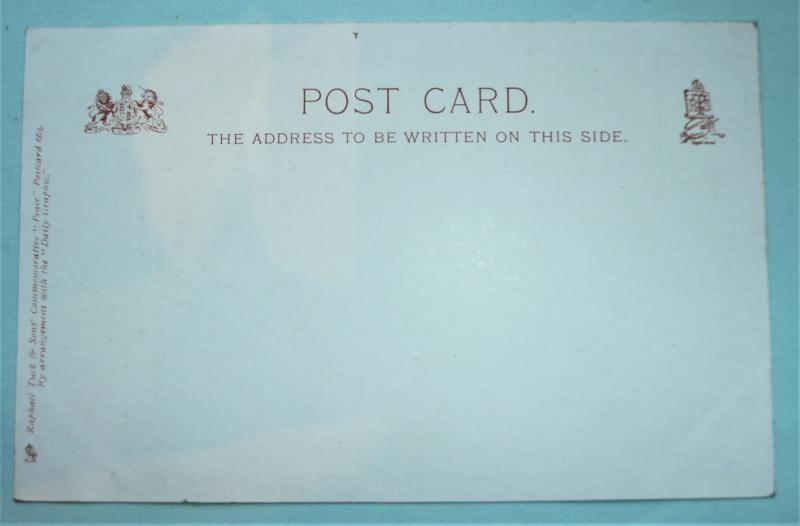 POST CARD.
THE ADDRESS TO BE WRITTEN ON THIS SIDE.
Raphael Tuck & Sons' Commemorative "Peace" Postcard 663.
By arrangement with the "Daily Graphic."